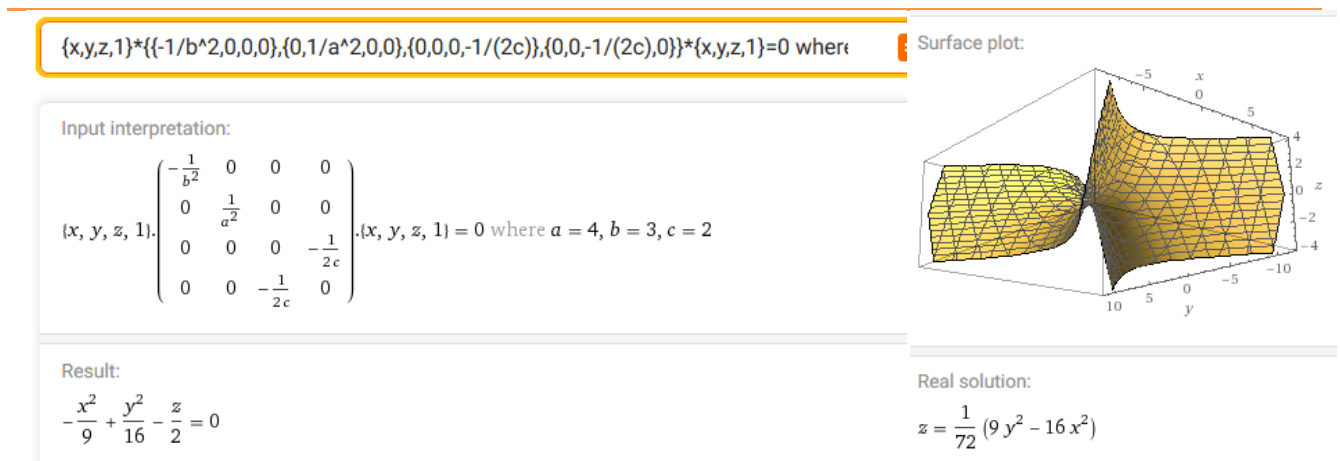 {x,y,z,1}*{{-1/b^2,0,0,0},{0,1/a^2,0,0},{0,0,0,-1/(2c)},{0,0,-1/(2c),0}}*{x,y,z,1}=0 where
Input interpretation:
{x, y, z, 1}.(
-1/b^2 0 0 0
0 1/a^2 0 0
0 0 0 -1/2c
0 0 -1/2c 0
).{x, y, z, 1} = 0 where a = 4, b = 3, c = 2
Result:
-x^2/9 + y^2/16 - z/2 = 0
Surface plot:
-5 x
0
5
4
2
0 z
-2
-4
10 5 0 -5 -10
y
Real solution:
z = 1/72 (9 y^2 - 16 x^2)